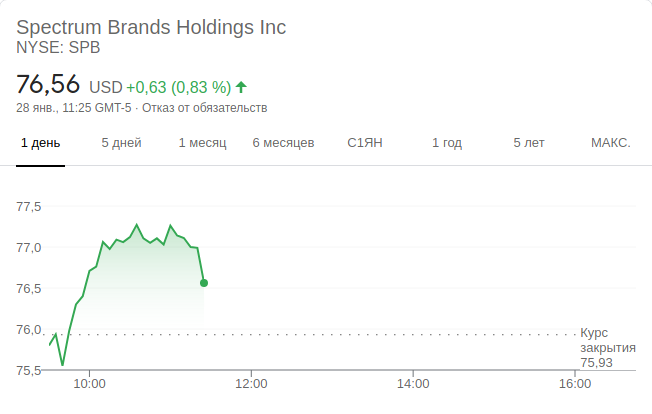 Spectrum Brands Holdings Inc
NYSE: SPB
76,56 USD +0,63 (0,83 %)
28 янв., 11:25 GMT-5 · Отказ от обязательств
1 день 5 дней 1 месяц 6 месяцев С1ЯН 1 год 5 лет МАКС.
77,5
77,0
76,5
76,0
Курс
закрытия
75,93
75,5
10:00 12:00 14:00 16:00